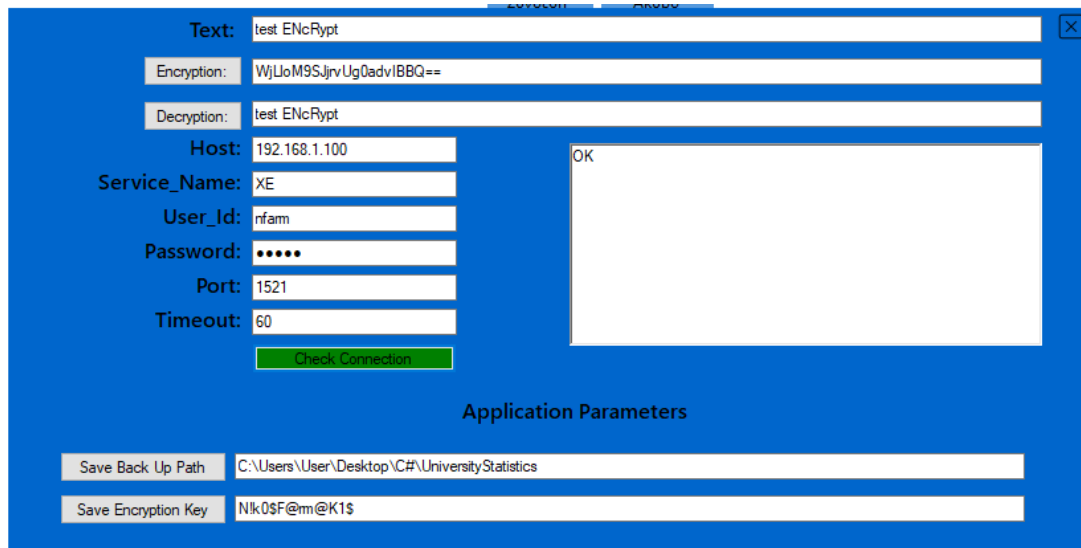 Text: test ENcRypt
Encryption: WjLIoM9SJjrvUg0advIBBQ==
Decryption: test ENcRypt
Host: 192.168.1.100
OK
Service_Name: XE
User_Id: nfarm
Password: •••••
Port: 1521
Timeout: 60
Check Connection
Application Parameters
Save Back Up Path C:\Users\User\Desktop\C#\UniversityStatistics
Save Encryption Key N!k0$F@rm@K1$